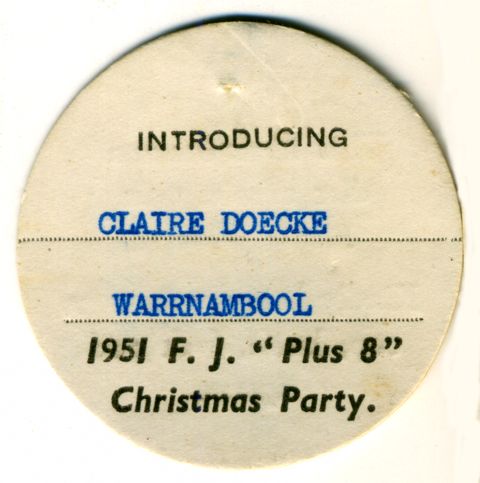 INTRODUCING
CLAIRE DOECKE
WARRNAMBOOL
1951 F. J. “Plus 8”
Christmas Party.